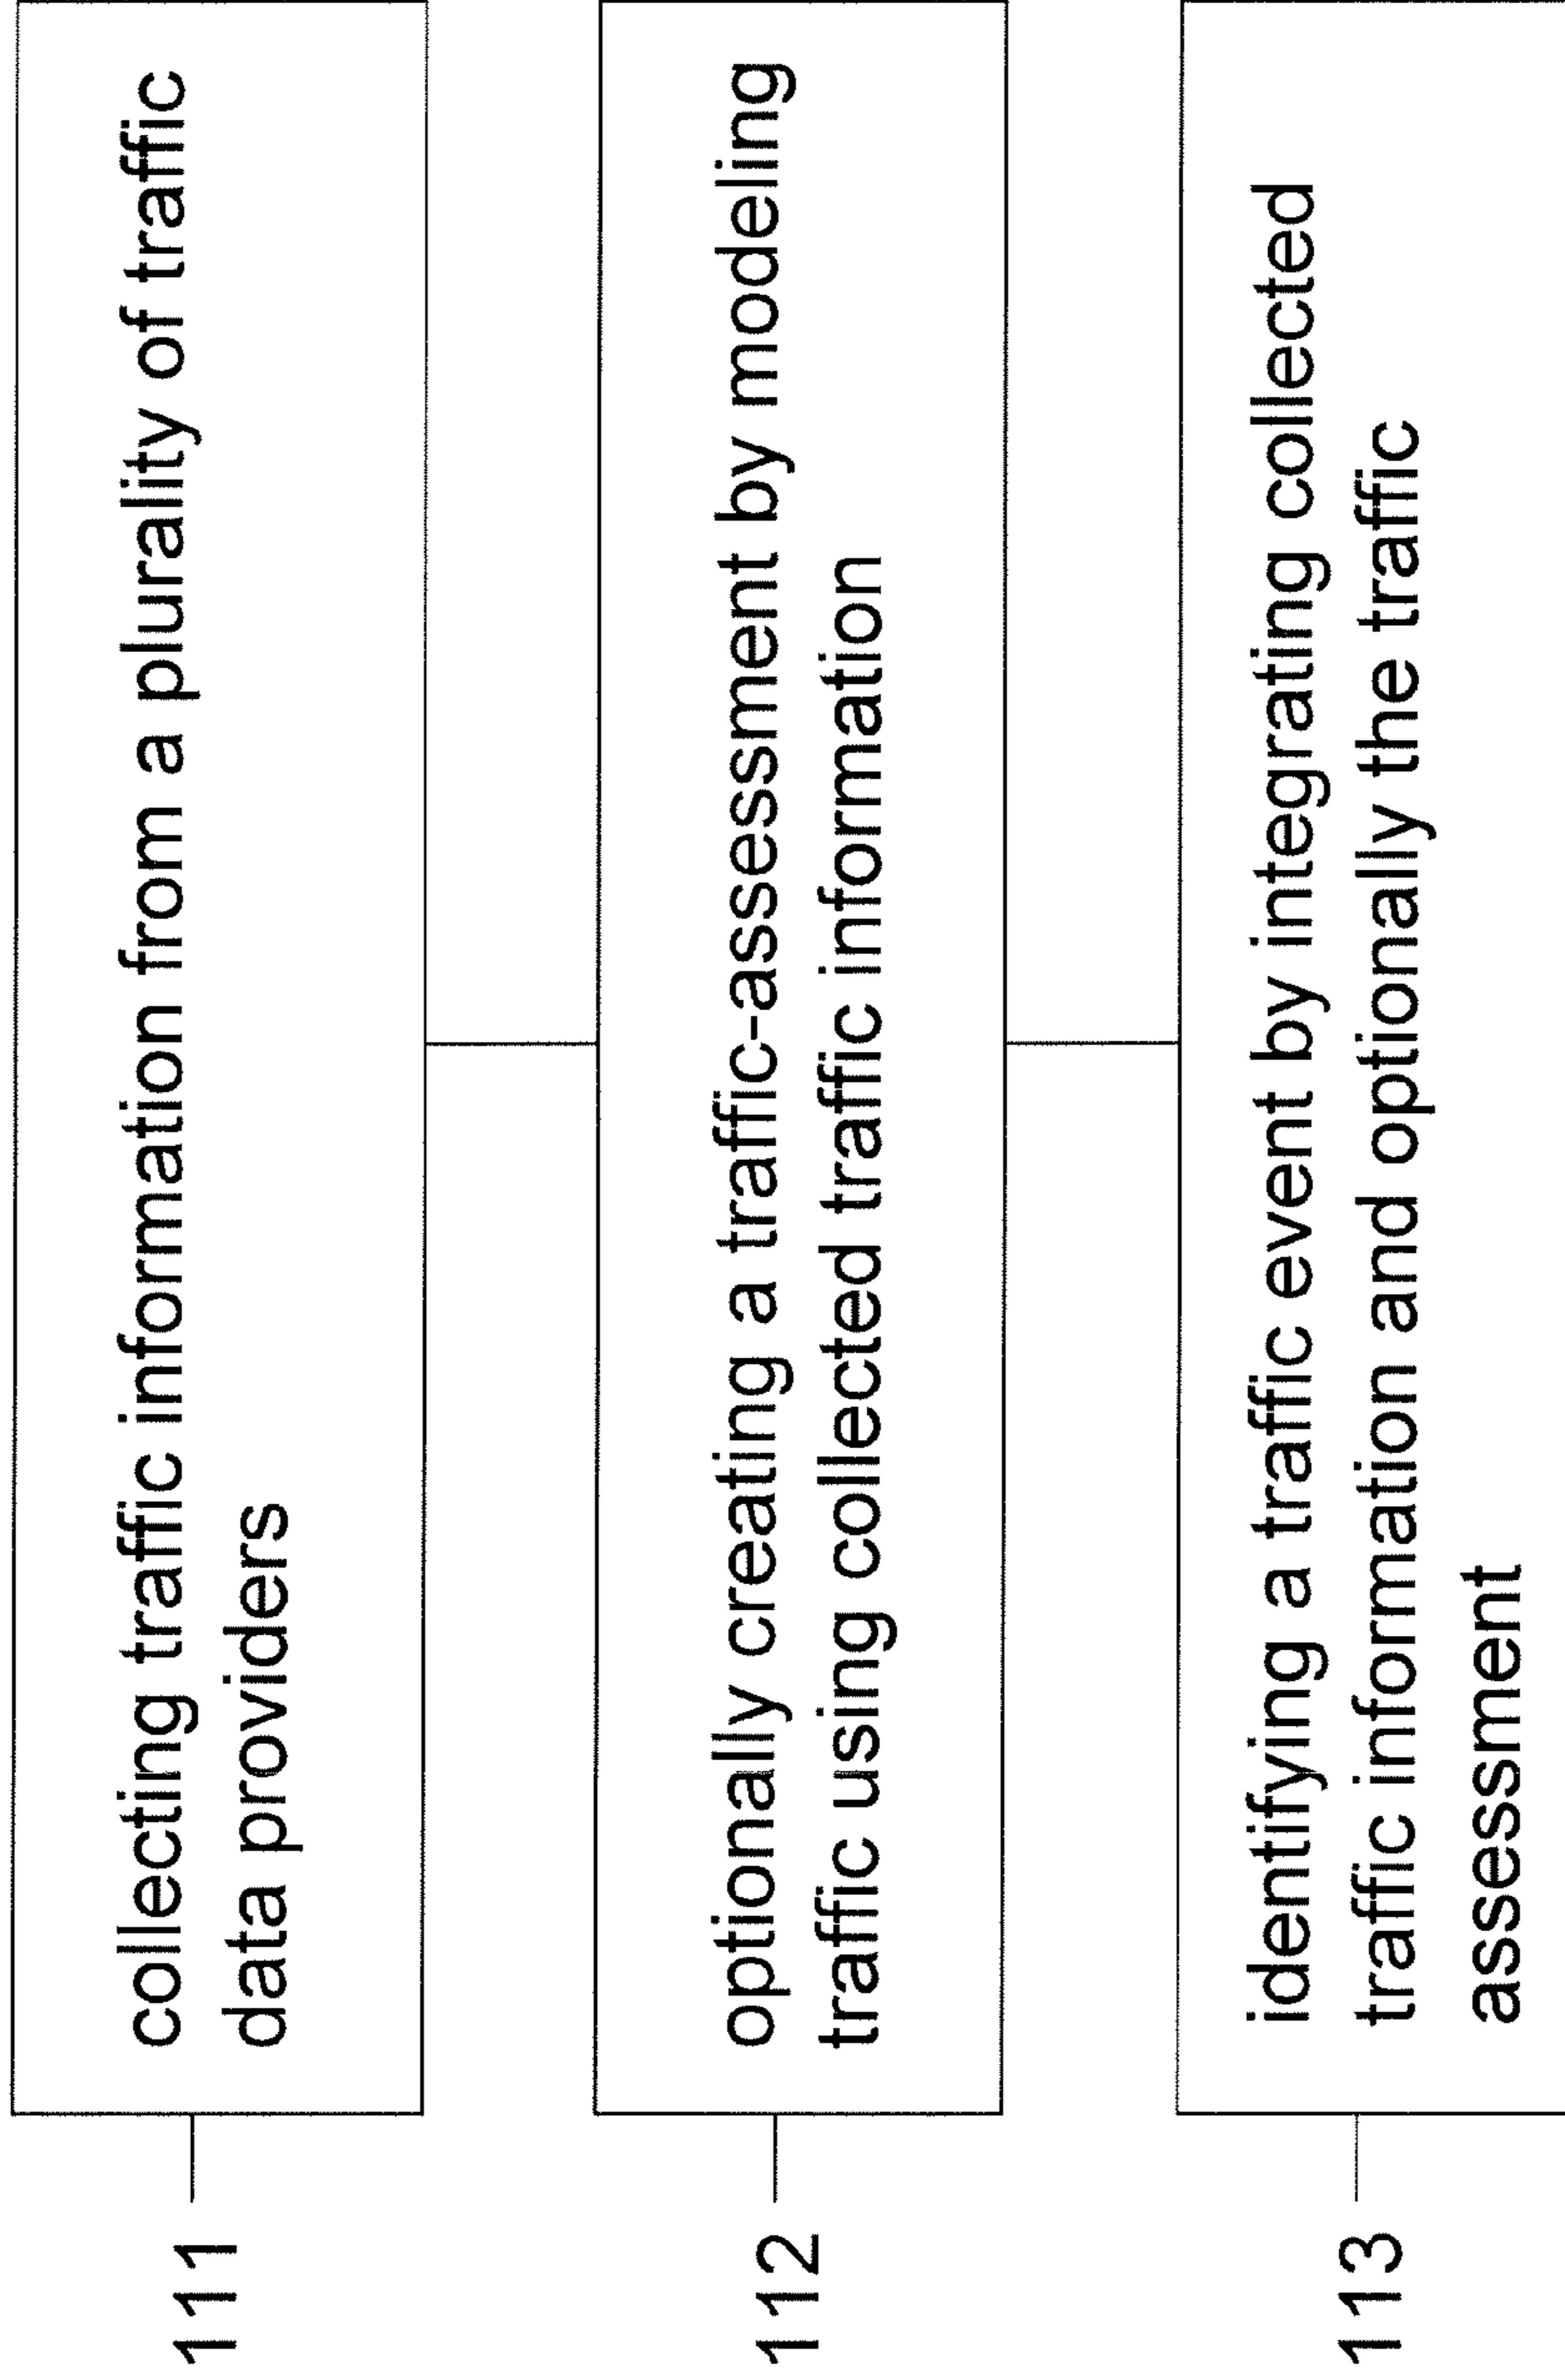 111
collecting traffic information from a plurality of traffic
data providers
112
optionally creating a traffic-assessment by modeling
traffic using collected traffic information
113
identifying a traffic event by integrating collected
traffic information and optionally the traffic
assessment